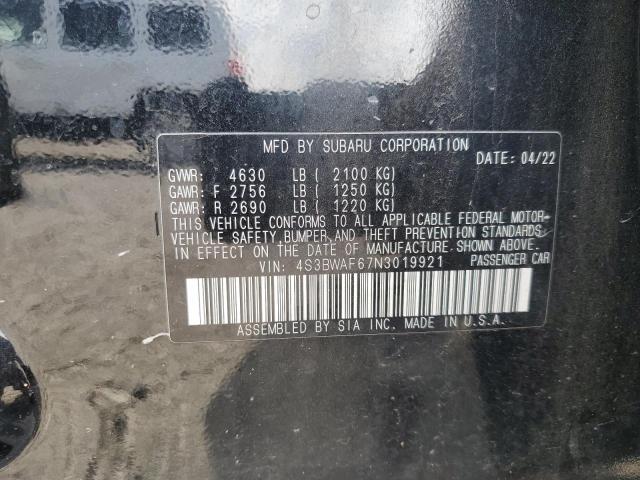 MFD BY SUBARU CORPORATION
DATE: 04/22
GVWR: 4630 LB ( 2100 KG)
GAWR: F 2756 LB ( 1250 KG)
GAWR: R 2690 LB ( 1220 KG)
THIS VEHICLE CONFORMS TO ALL APPLICABLE FEDERAL MOTOR-
VEHICLE SAFETY, BUMPER, AND THEFT PREVENTION STANDARDS
IN EFFECT ON THE DATE OF MANUFACTURE SHOWN ABOVE.
VIN: 4S3BWAF67N3019921 PASSENGER CAR
ASSEMBLED BY SIA INC. MADE IN U.S.A.